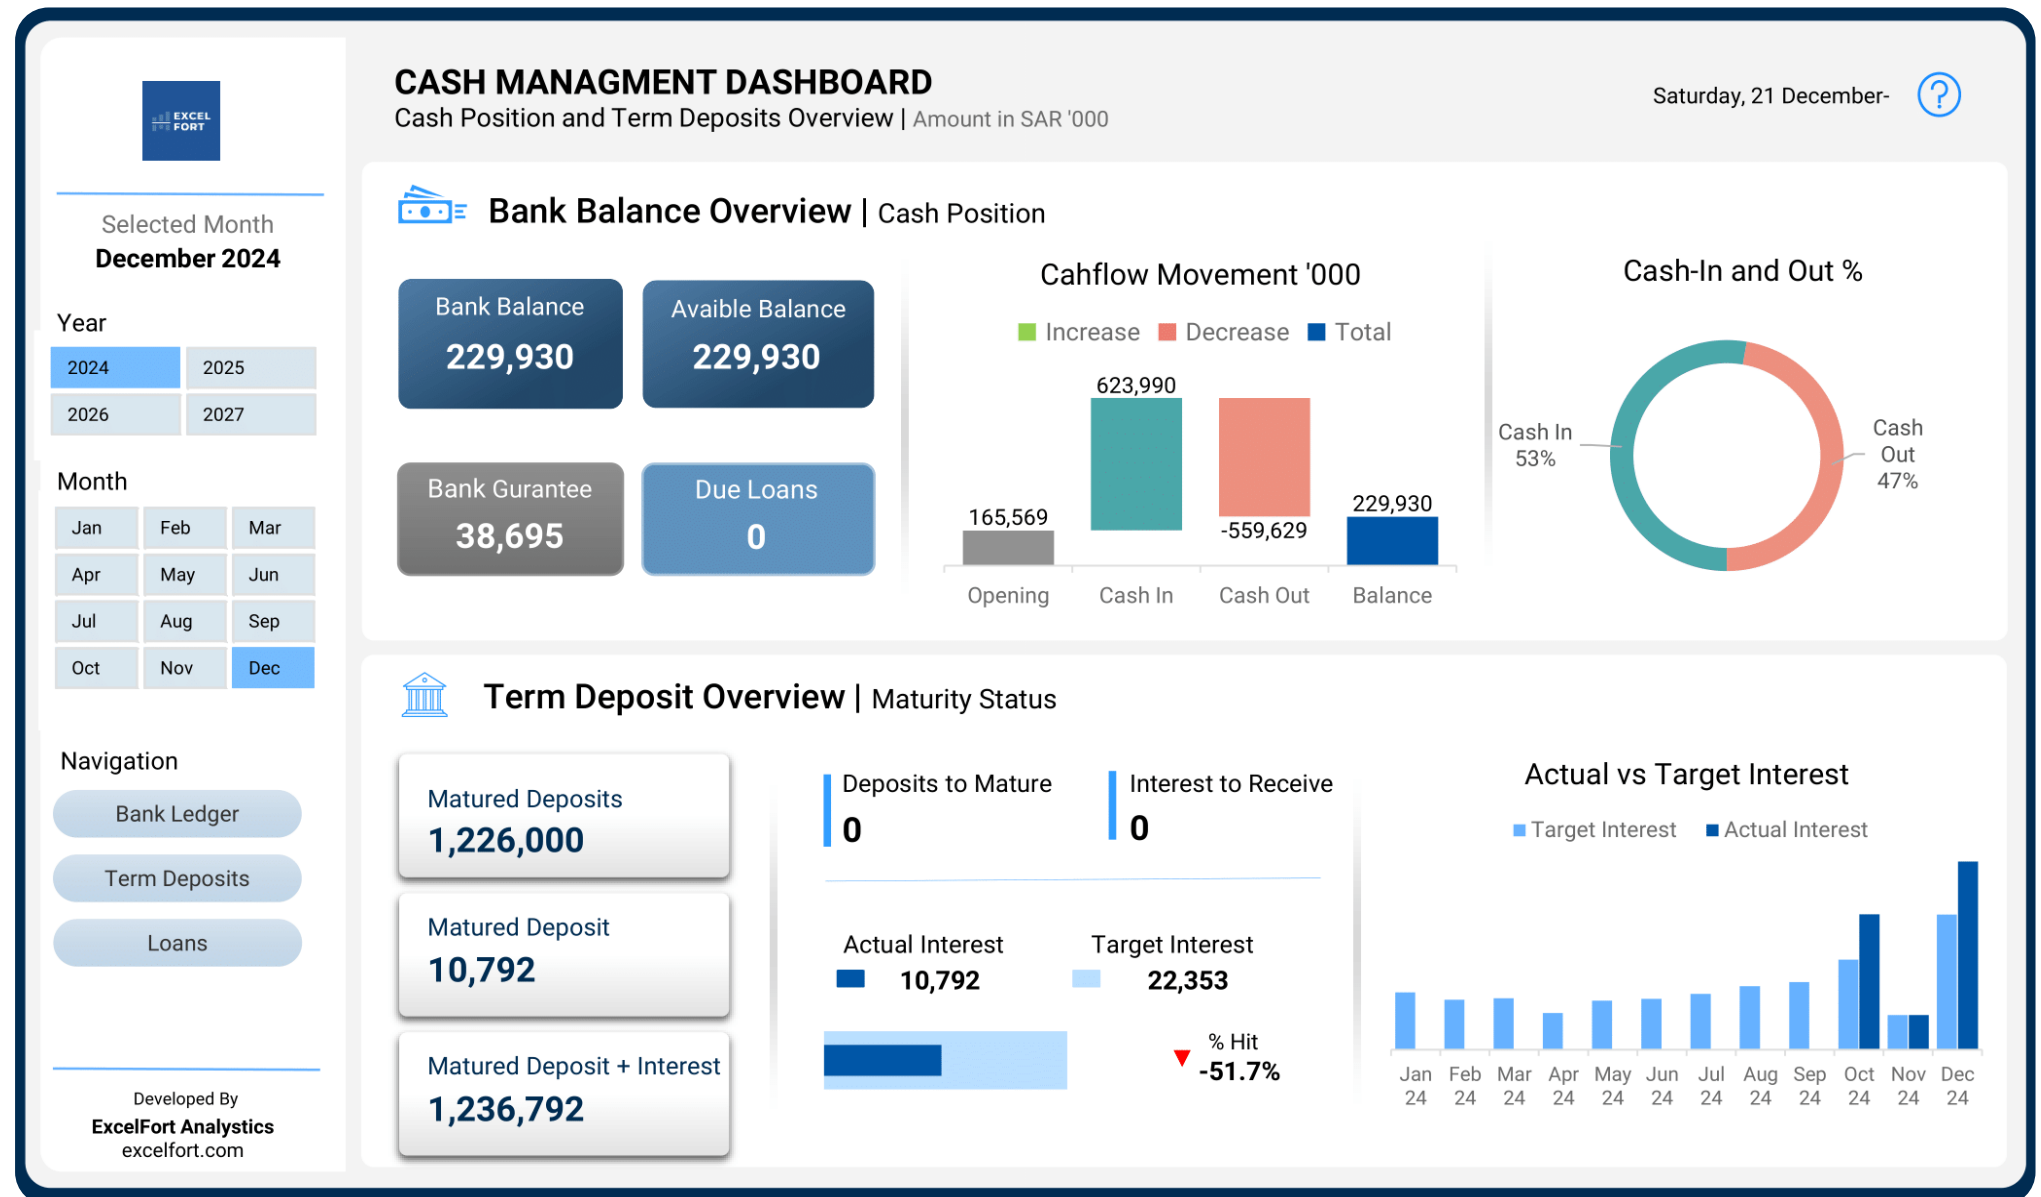 EXCEL
FORT
Selected Month
December 2024
Year
2024
2025
2026
2027
Month
Jan
Feb
Mar
Apr
May
Jun
Jul
Aug
Sep
Oct
Nov
Dec
Navigation
Bank Ledger
Term Deposits
Loans
Developed By
ExcelFort Analystics
excelfort.com
CASH MANAGMENT DASHBOARD
Cash Position and Term Deposits Overview | Amount in SAR '000
Saturday, 21 December-
?
Bank Balance Overview | Cash Position
Bank Balance
229,930
Avaible Balance
229,930
Bank Gurantee
38,695
Due Loans
0
Cahflow Movement '000
Increase Decrease Total
623,990
165,569
-559,629
229,930
Opening Cash In Cash Out Balance
Cash-In and Out %
Cash In
53%
Cash
Out
47%
Term Deposit Overview | Maturity Status
Matured Deposits
1,226,000
Matured Deposit
10,792
Matured Deposit + Interest
1,236,792
Deposits to Mature
0
Interest to Receive
0
Actual Interest
10,792
Target Interest
22,353
% Hit
-51.7%
Actual vs Target Interest
Target Interest Actual Interest
Jan Feb Mar Apr May Jun Jul Aug Sep Oct Nov Dec
24 24 24 24 24 24 24 24 24 24 24 24